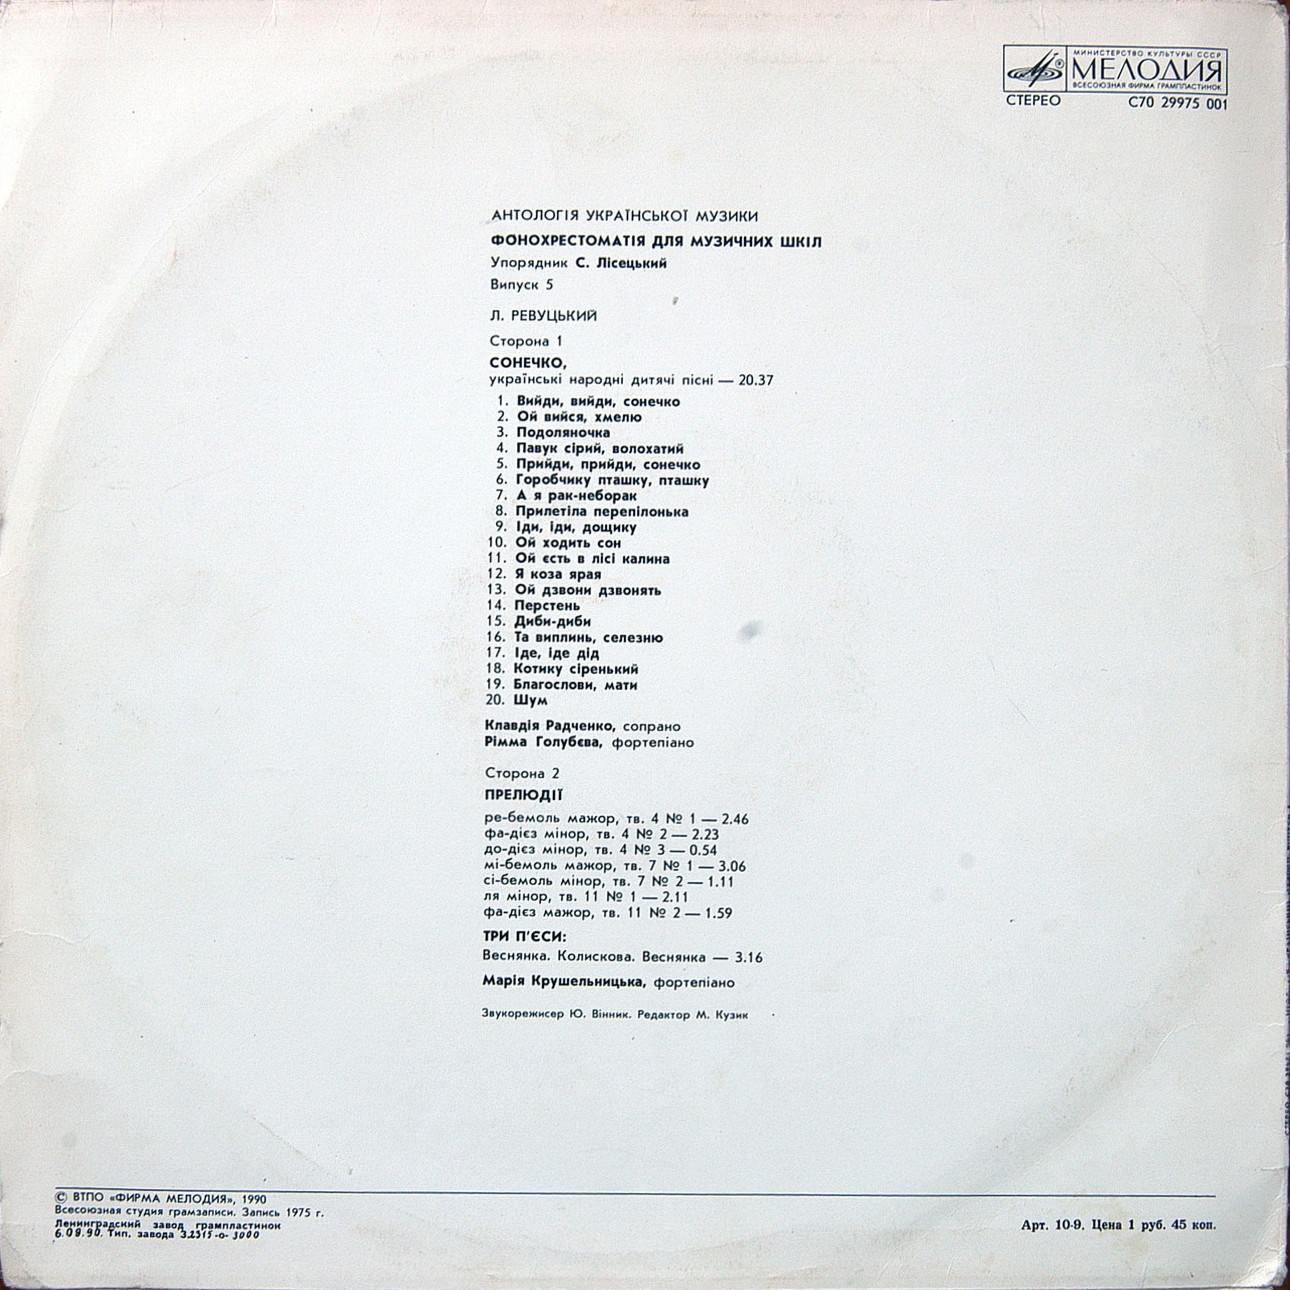 МИНИСТЕРСТВО КУЛЬТУРЫ СССР
МЕЛОДИЯ
ВСЕСОЮЗНАЯ ФИРМА ГРАМПЛАСТИНОК
СТЕРЕО С70 29975 001
АНТОЛОГІЯ УКРАЇНСЬКОЇ МУЗИКИ
ФОНОХРЕСТОМАТІЯ ДЛЯ МУЗИЧНИХ ШКІЛ
Упорядник С. Лісецький
Випуск 5
Л. РЕВУЦЬКИЙ
Сторона 1
СОНЕЧКО,
українські народні дитячі пісні — 20.37
1. Вийди, вийди, сонечко
2. Ой вийся, хмелю
3. Подоляночка
4. Павук сірий, волохатий
5. Прийди, прийди, сонечко
6. Горобчику пташку, пташку
7. А я рак-неборак
8. Прилетіла перепілонька
9. Іди, іди, дощику
10. Ой ходить сон
11. Ой єсть в лісі калина
12. Я коза ярая
13. Ой дзвони дзвонять
14. Перстень
15. Диби-диби
16. Та виплинь, селезню
17. Іде, іде дід
18. Котику сіренький
19. Благослови, мати
20. Шум
Клавдія Радченко, сопрано
Рімма Голубєва, фортепіано
Сторона 2
ПРЕЛЮДІЇ
ре-бемоль мажор, тв. 4 № 1 — 2.46
фа-дієз мінор, тв. 4 № 2 — 2.23
до-дієз мінор, тв. 4 № 3 — 0.54
мі-бемоль мажор, тв. 7 № 1 — 3.06
сі-бемоль мінор, тв. 7 № 2 — 1.11
ля мінор, тв. 11 № 1 — 2.11
фа-дієз мажор, тв. 11 № 2 — 1.59
ТРИ П'ЄСИ:
Веснянка. Колискова. Веснянка — 3.16
Марія Крушельницька, фортепіано
Звукорежисер Ю. Вінник. Редактор М. Кузик
© ВТПО «ФИРМА МЕЛОДИЯ», 1990
Всесоюзная студия грамзаписи. Запись 1975 г.
Ленинградский завод грампластинок
6.08.90. Тип. завода З.2515-о-3000
Арт. 10-9. Цена 1 руб. 45 коп.